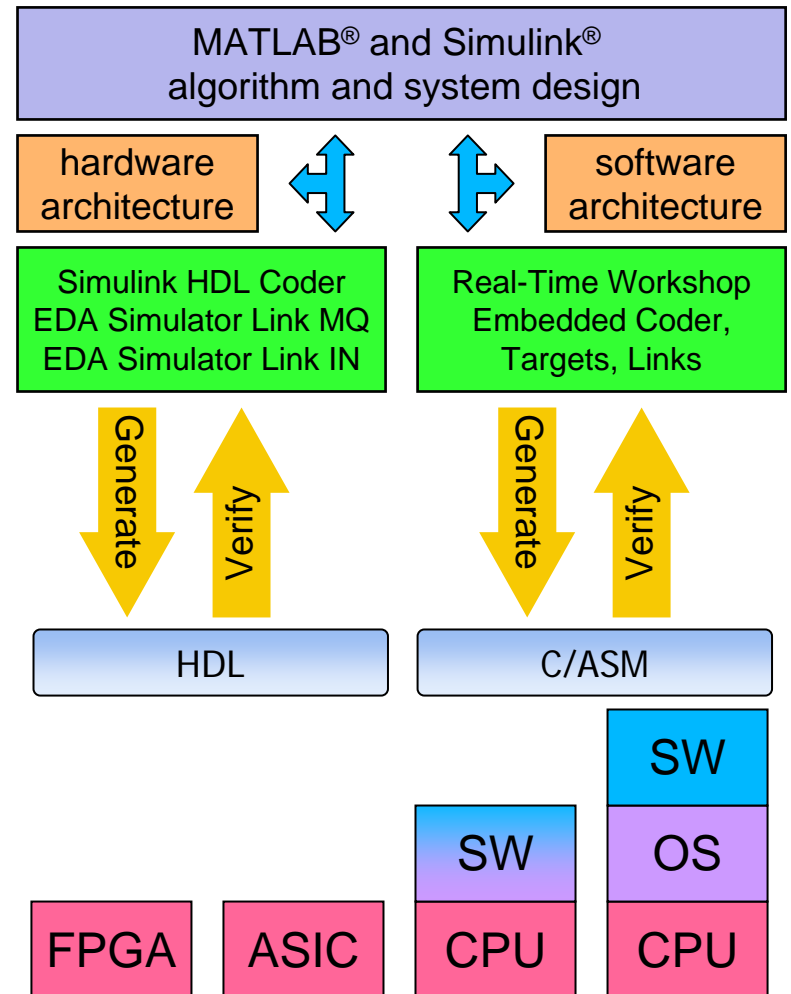 MATLAB® and Simulink®
algorithm and system design
hardware
architecture
software
architecture
Simulink HDL Coder
EDA Simulator Link MQ
EDA Simulator Link IN
Real-Time Workshop
Embedded Coder,
Targets, Links
Generate
Verify
Generate
Verify
HDL
C/ASM
SW
SW
OS
FPGA
ASIC
CPU
CPU